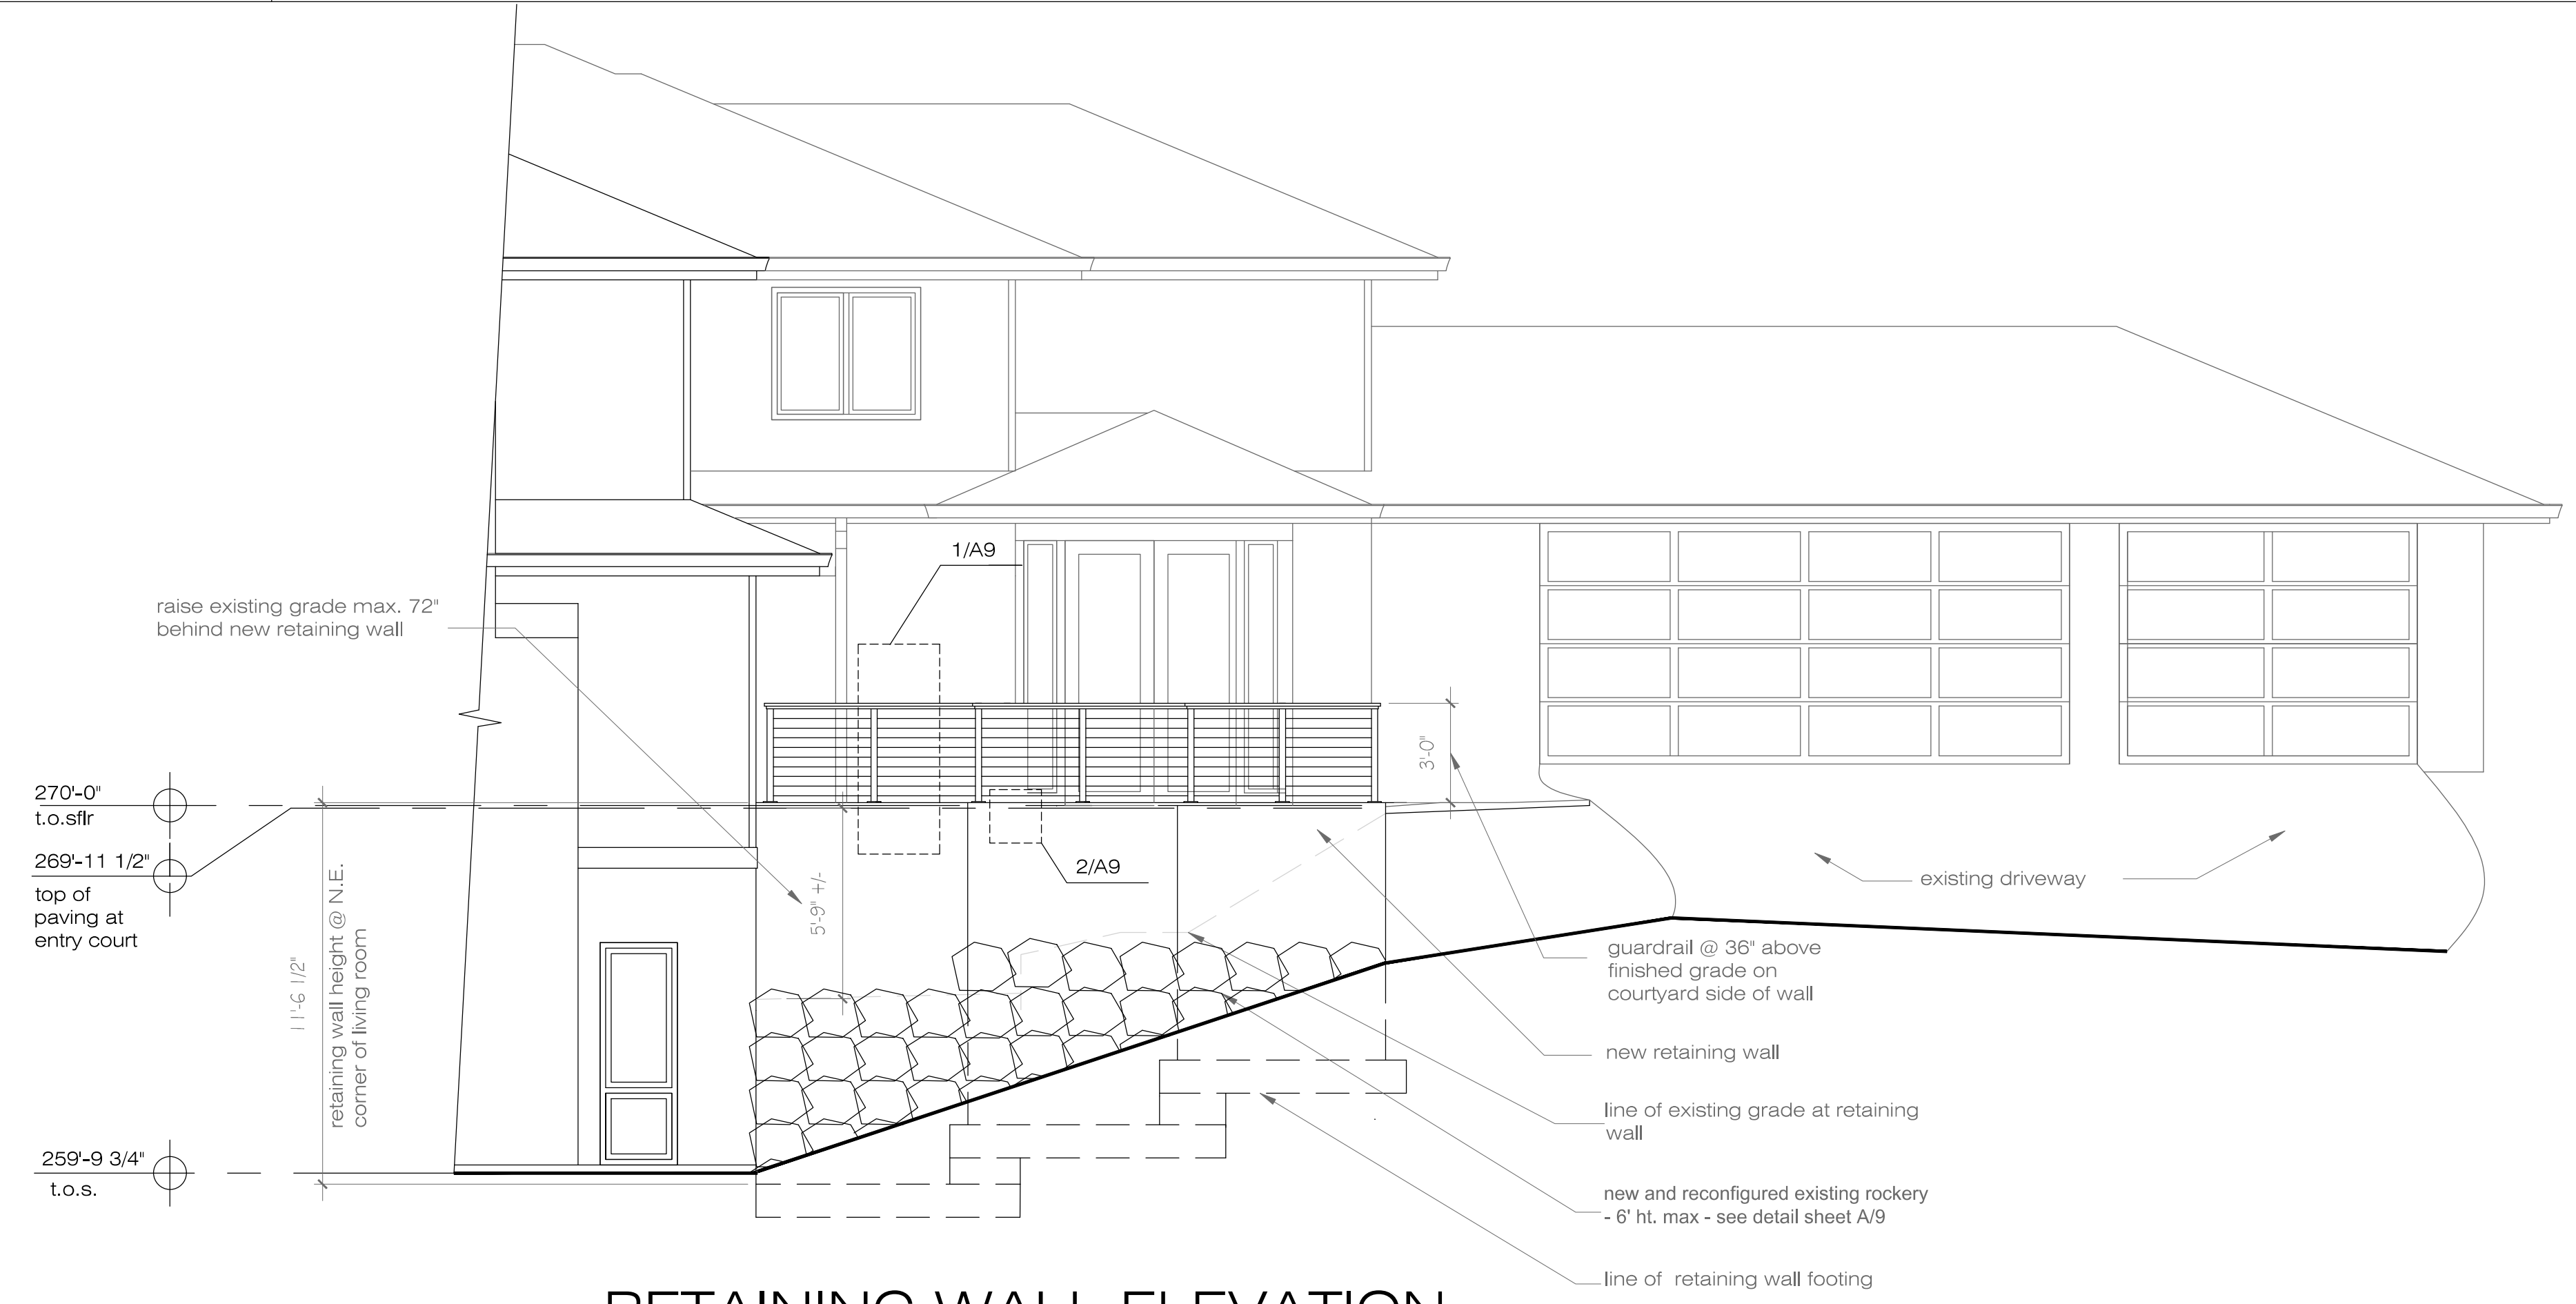 1/A9
raise existing grade max. 72"
behind new retaining wall
3'-0"
270'-0"
t.o.sflr
269'-11 1/2"
top of
paving at
entry court
5'-9" +/-
2/A9
existing driveway
11'-6 1/2"
retaining wall height @ N.E.
corner of living room
guardrail @ 36" above
finished grade on
courtyard side of wall
new retaining wall
line of existing grade at retaining
wall
259'-9 3/4"
t.o.s.
new and reconfigured existing rockery
- 6' ht. max - see detail sheet A/9
line of retaining wall footing
RETAINING WALL ELEVATION